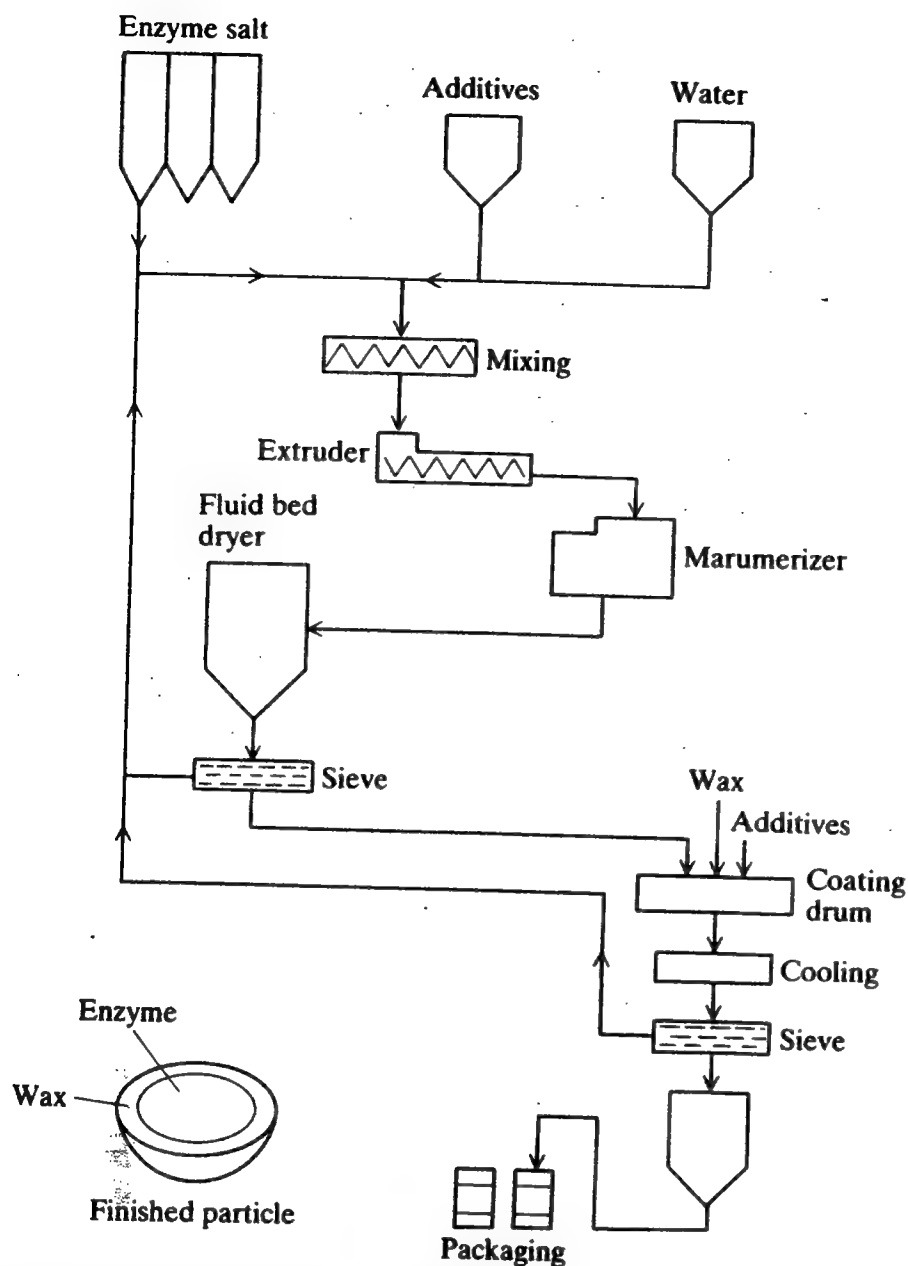 Enzyme salt
Additives
Water
Mixing
Extruder
Fluid bed
dryer
Marumerizer
Sieve
Wax
Additives
Coating
drum
Cooling
Enzyme
Sieve
Wax
Finished particle
Packaging